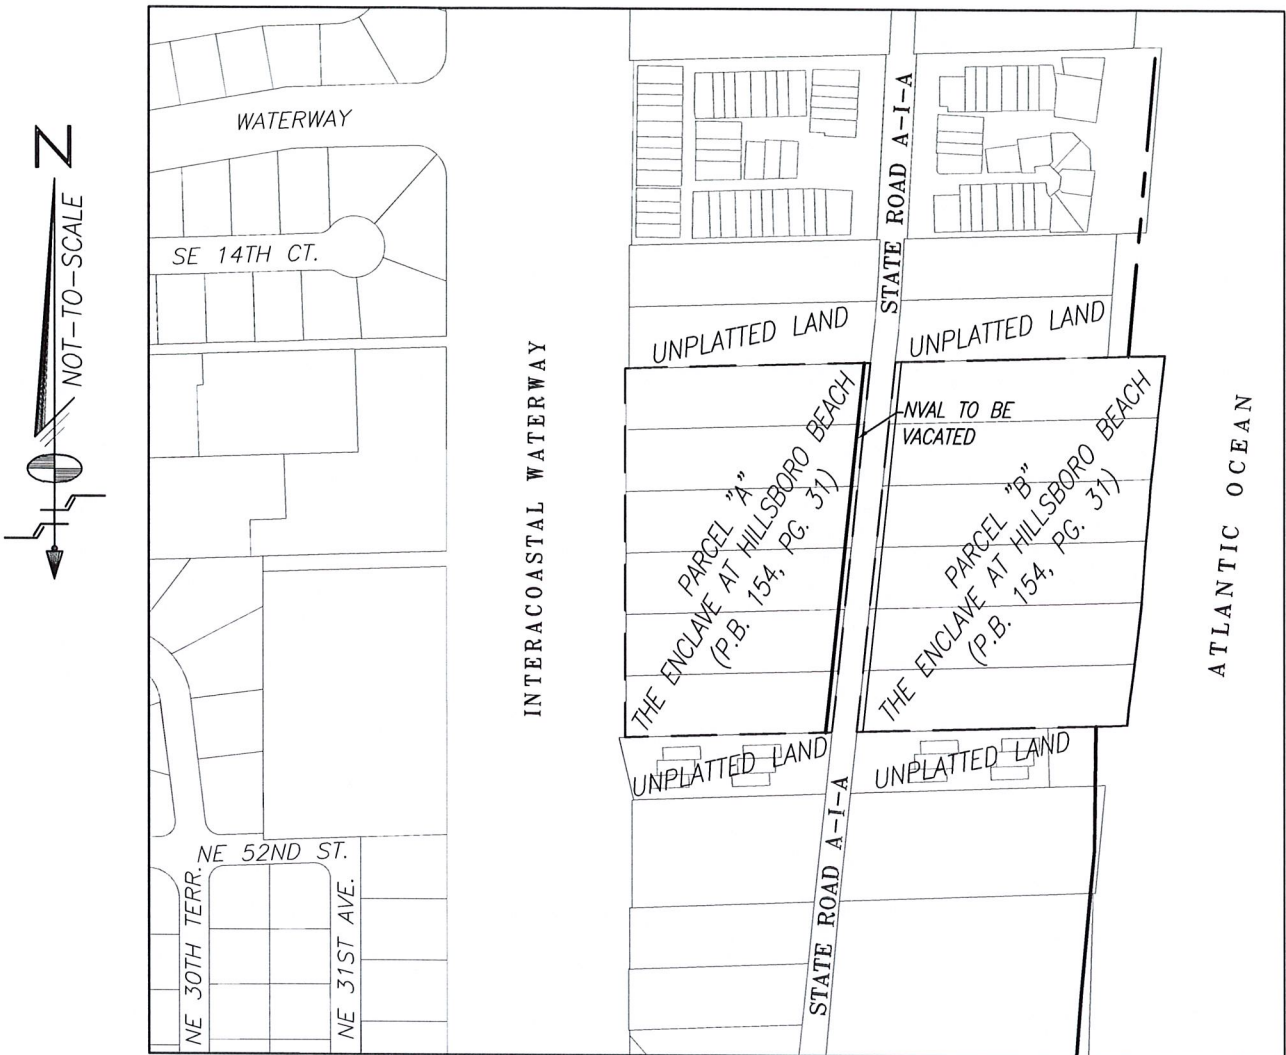 WATERWAY
N
NOT-TO-SCALE
SE 14TH CT.
STATE ROAD A-1-A
UNPLATTED LAND
UNPLATTED LAND
INTERACOASTAL WATERWAY
NVAL TO BE
VACATED
PARCEL "A"
THE ENCLAVE AT HILLSBORO BEACH
(P.B. 154, PG. 31)
PARCEL "B"
THE ENCLAVE AT HILLSBORO BEACH
(P.B. 154, PG. 31)
ATLANTIC OCEAN
UNPLATTED LAND
UNPLATTED LAND
STATE ROAD A-1-A
NE 52ND ST.
NE 30TH TERR.
NE 31ST AVE.